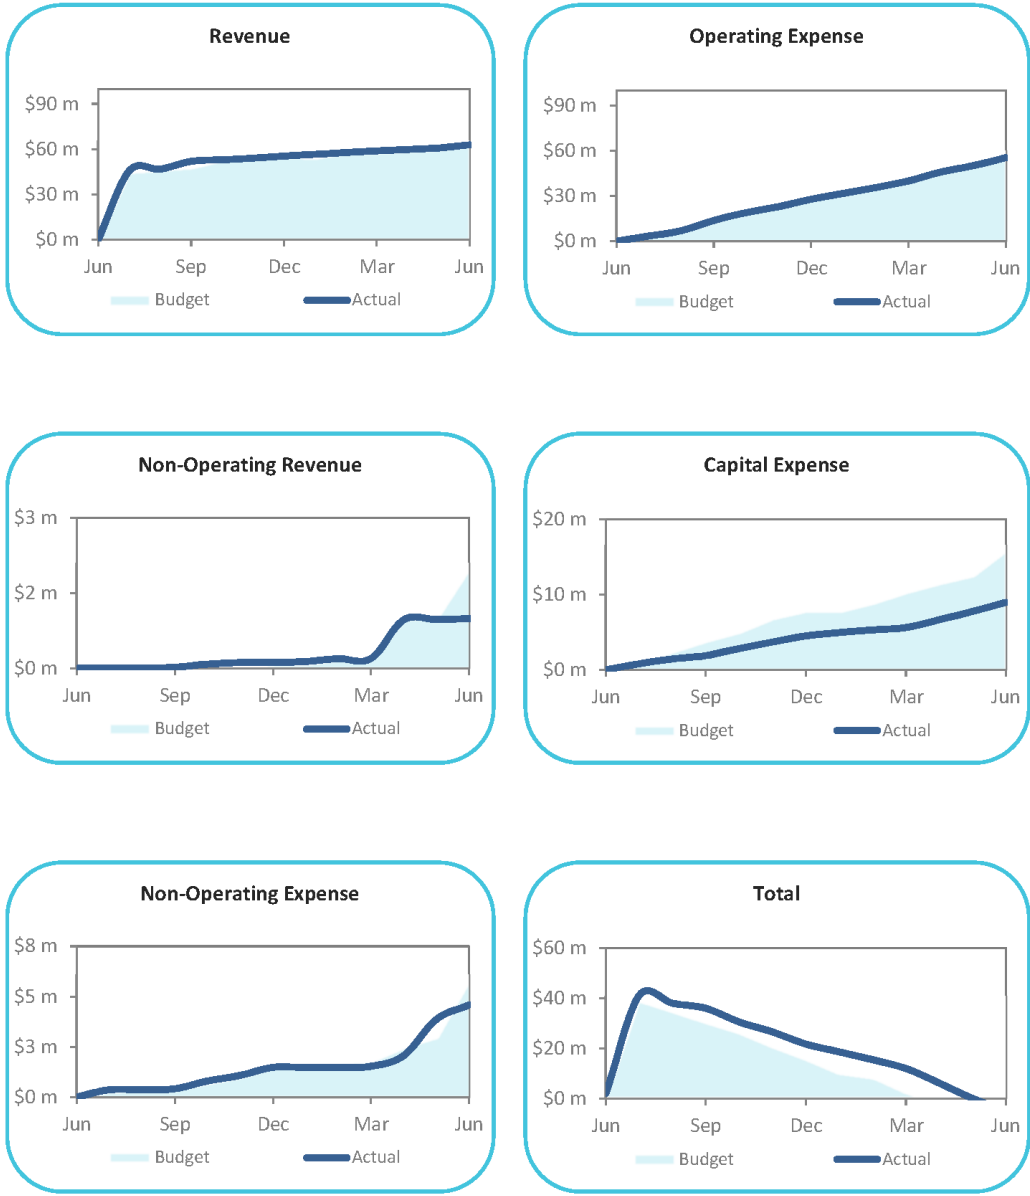 Revenue
$90 m
$60 m
$30 m
$0 m
Jun Sep Dec Mar Jun
Budget Actual
Operating Expense
$90 m
$60 m
$30 m
$0 m
Jun Sep Dec Mar Jun
Budget Actual
Non-Operating Revenue
$3 m
$2 m
$0 m
Jun Sep Dec Mar Jun
Budget Actual
Capital Expense
$20 m
$10 m
$0 m
Jun Sep Dec Mar Jun
Budget Actual
Non-Operating Expense
$8 m
$5 m
$3 m
$0 m
Jun Sep Dec Mar Jun
Budget Actual
Total
$60 m
$40 m
$20 m
$0 m
Jun Sep Dec Mar Jun
Budget Actual